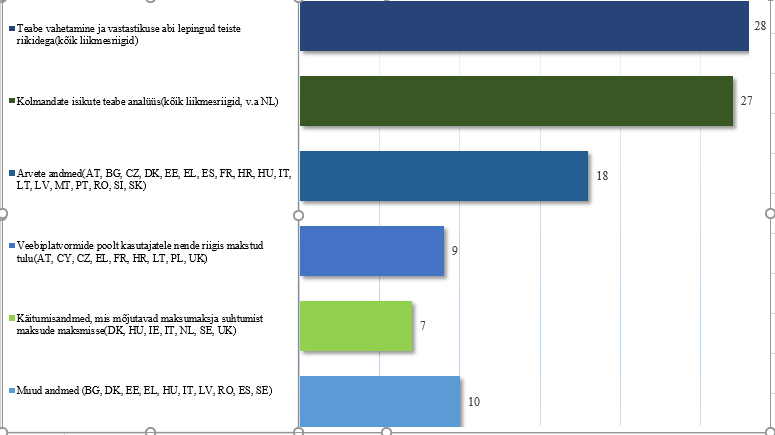 Teabe vahetamine ja vastastikuse abi lepingud teiste
riikidega(kõik liikmesriigid)
28
Kolmandate isikute teabe analüüs(kõik liikmesriigid, v.a NL)
27
Arvete andmed(AT, BG, CZ, DK, EE, EL, ES, FR, HR, HU, IT,
LT, LV, MT, PT, RO, SI, SK)
18
Veebiplatvormide poolt kasutajatele nende riigis makstud
tulu(AT, CY, CZ, EL, FR, HR, LT, PL, UK)
9
Käitumisandmed, mis mõjutavad maksumaksja suhtumist
maksude maksmisse(DK, HU, IE, IT, NL, SE, UK)
7
Muud andmed (BG, DK, EE, EL, HU, IT, LV, RO, ES, SE)
10